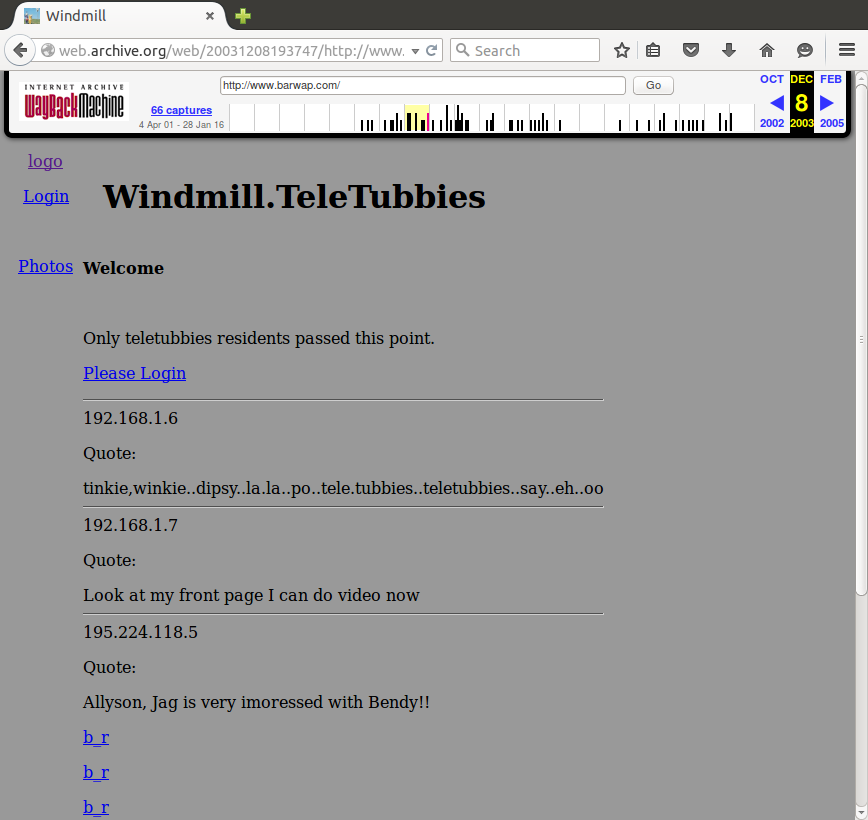 Windmill
web.archive.org/web/20031208193747/http://www.
Search
INTERNET ARCHIVE
WayBackMachine
http://www.barwap.com/
Go
66 captures
4 Apr 01 - 28 Jan 16
OCT DEC FEB
8
2002 2003 2005
logo
Login
Windmill.TeleTubbies
Photos
Welcome
Only teletubbies residents passed this point.
Please Login
192.168.1.6
Quote:
tinkie,winkie..dipsy..la.la..po..tele.tubbies..teletubbies..say..eh..oo
192.168.1.7
Quote:
Look at my front page I can do video now
195.224.118.5
Quote:
Allyson, Jag is very imoressed with Bendy!!
b_r
b_r
b_r